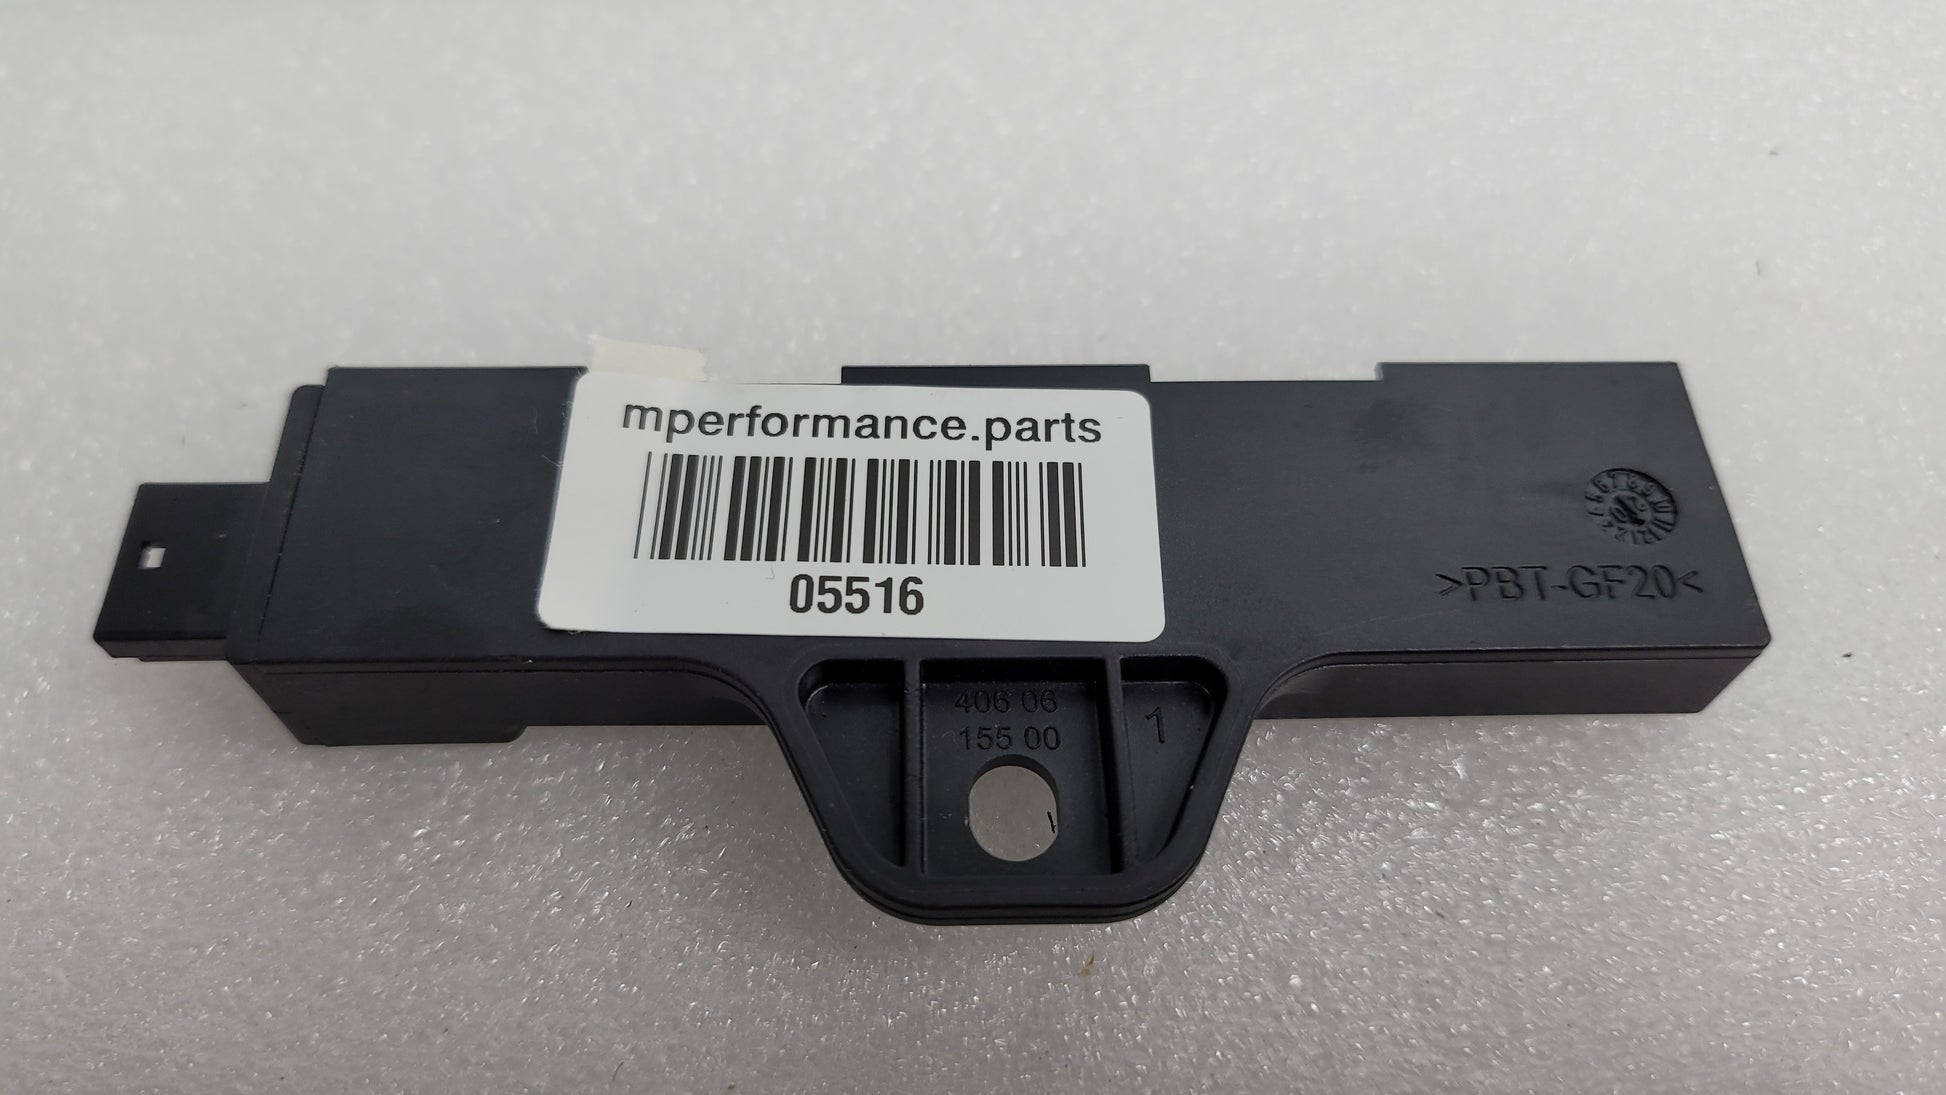 mperformance.parts
05516
>PBT-GF20<
406 06
155 00
1